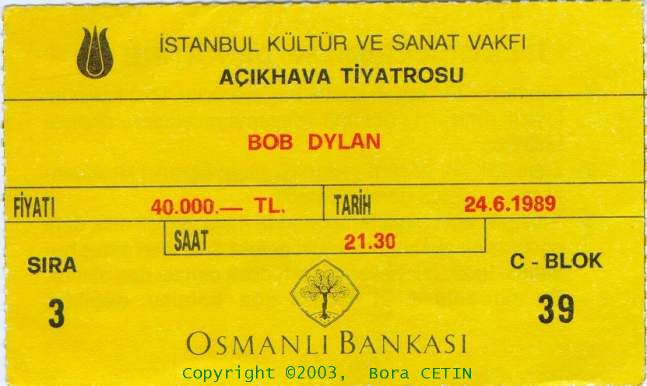 İSTANBUL KÜLTÜR VE SANAT VAKFI
AÇIKHAVA TİYATROSU
BOB DYLAN
FİYATI 40.000.— TL. TARİH 24.6.1989
SAAT 21.30
SIRA C - BLOK
3 39
OSMANLI BANKASI
Copyright ©2003, Bora CETIN